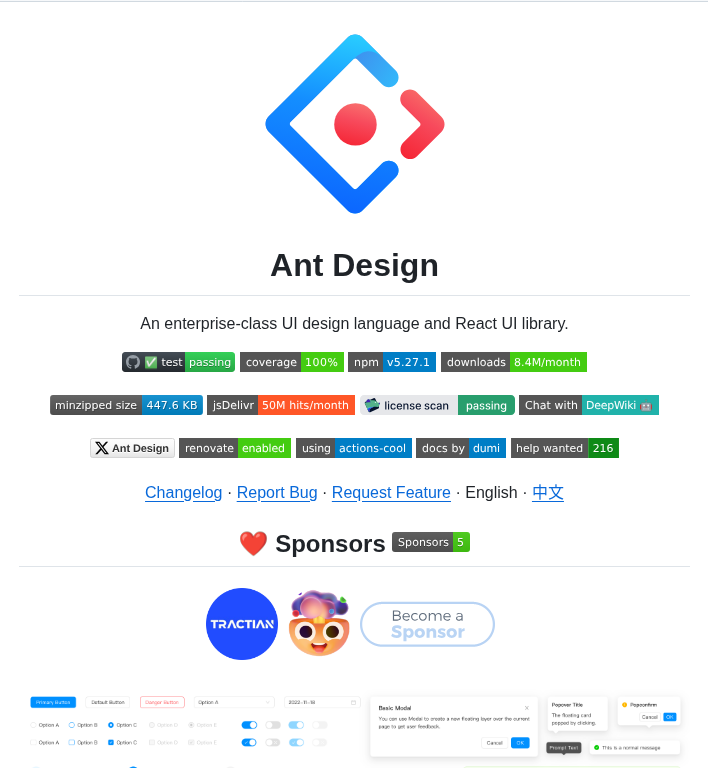 Ant Design
An enterprise-class UI design language and React UI library.
test passing coverage 100% npm v5.27.1 downloads 8.4M/month
minzipped size 447.6 KB jsDelivr 50M hits/month license scan passing Chat with DeepWiki
Ant Design renovate enabled using actions-cool docs by dumi help wanted 216
Changelog · Report Bug · Request Feature · English · 中文
❤️ Sponsors Sponsors 5
TRACTIAN Become a
Sponsor
Primary Button Default Button Danger Button Option A 2022-11-18
Option A Option B Option C Option D Option E
Option A Option B Option C Option D Option E
Basic Modal
You can use Modal to create a new floating layer over the current
page to get user feedback.
Cancel OK
Popover Title
The floating card
popped by clicking.
Popconfirm
Cancel OK
Prompt Text
This is a normal message